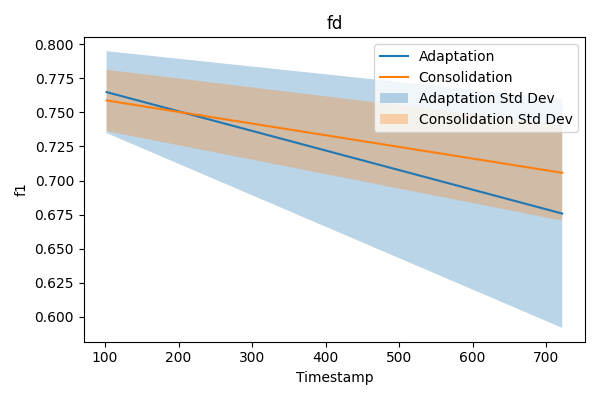 fd
0.800
0.775
0.750
0.725
0.700
0.675
0.650
0.625
0.600
f1
Adaptation
Consolidation
Adaptation Std Dev
Consolidation Std Dev
100 200 300 400 500 600 700
Timestamp